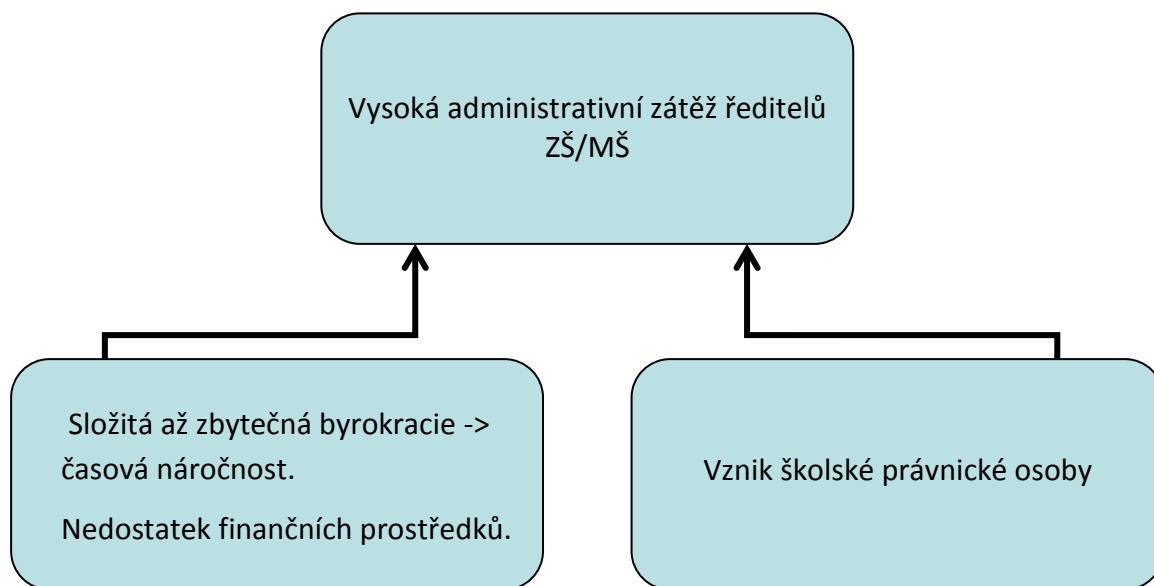 Vysoká administrativní zátěž ředitelů
ZŠ/MŠ
Složitá až zbytečná byrokracie ->
časová náročnost.
Nedostatek finančních prostředků.
Vznik školské právnické osoby